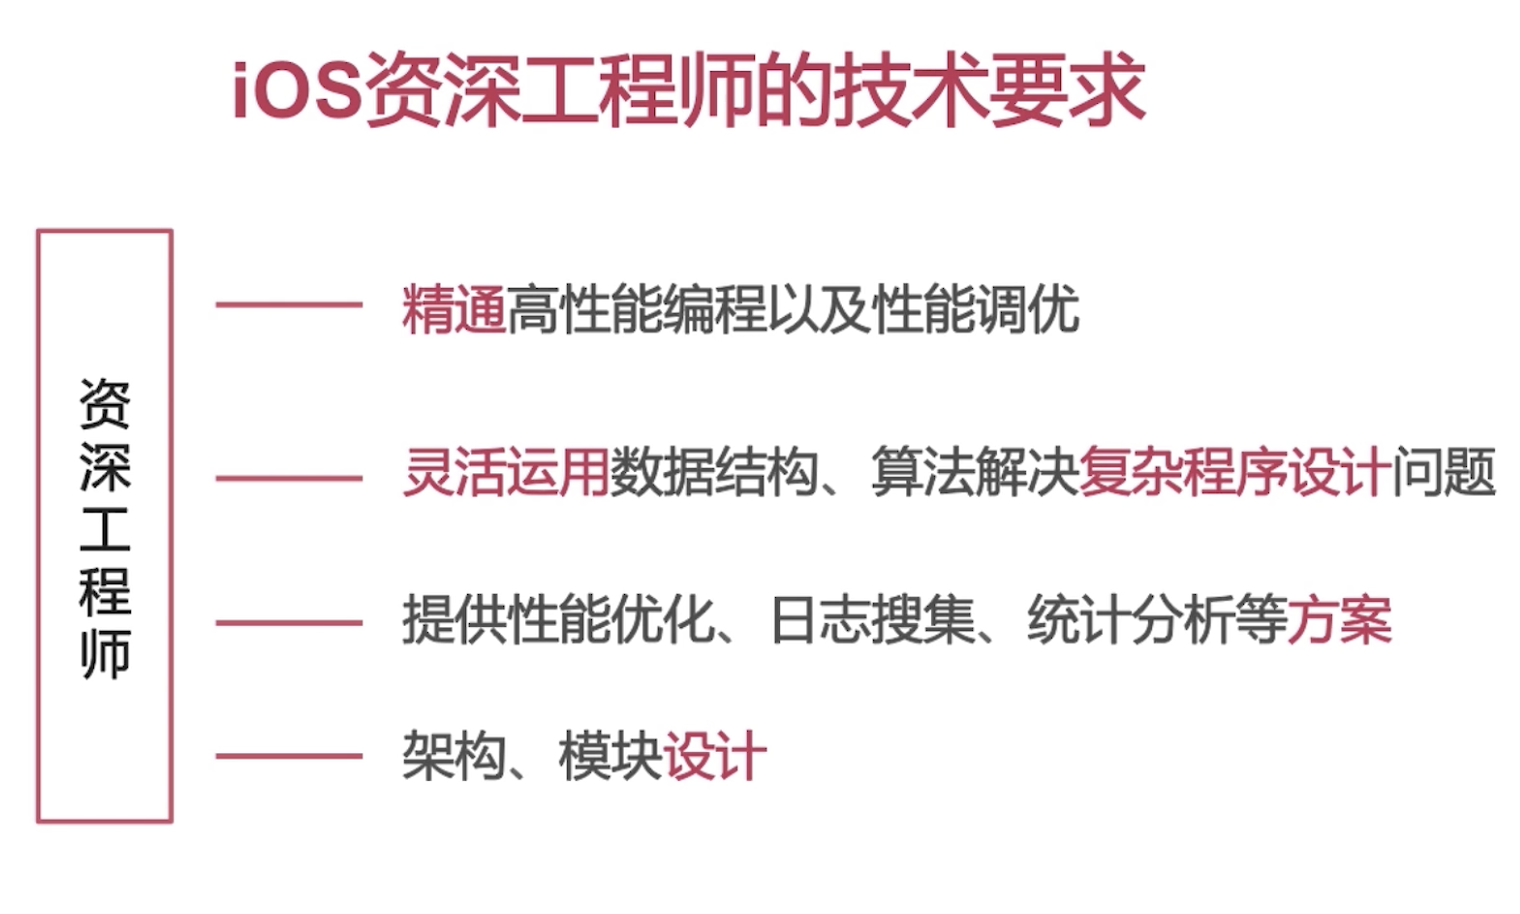 iOS资深工程师的技术要求
资深工程师
精通高性能编程以及性能调优
灵活运用数据结构、算法解决复杂程序设计问题
提供性能优化、日志搜集、统计分析等方案
架构、模块设计